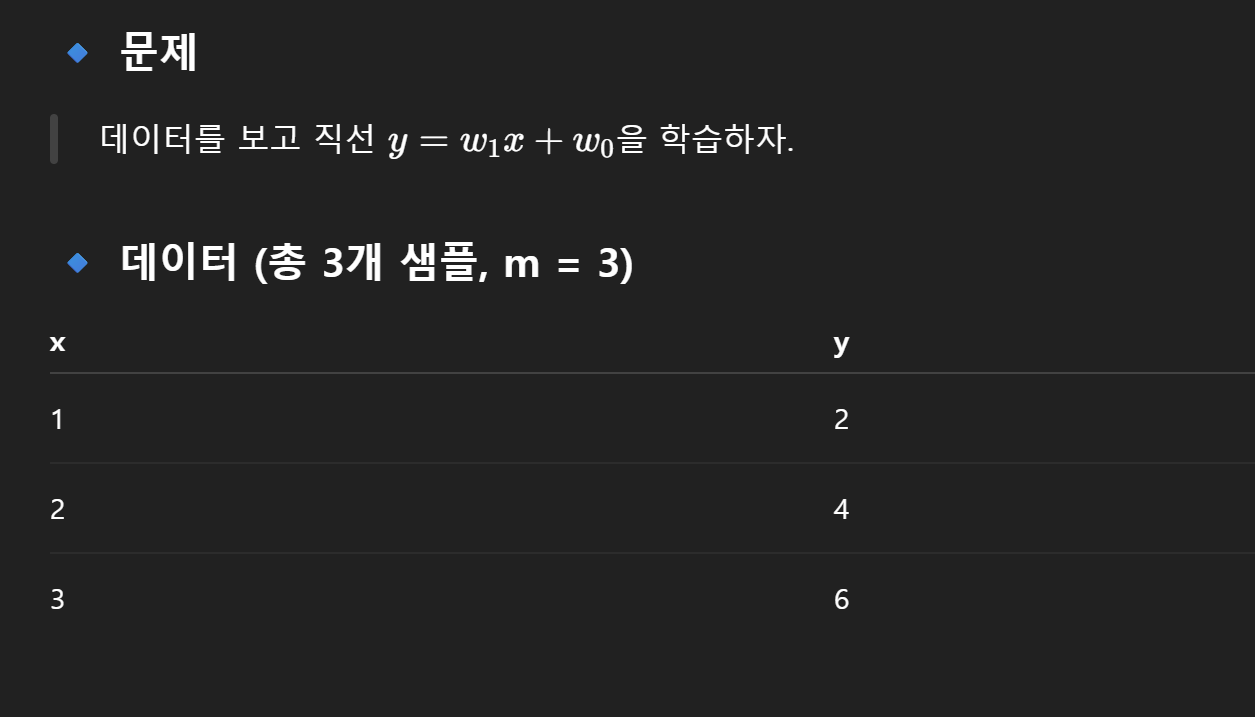 문제
데이터를 보고 직선 y = w₁x + w₀을 학습하자.
데이터 (총 3개 샘플, m = 3)
x y
1 2
2 4
3 6